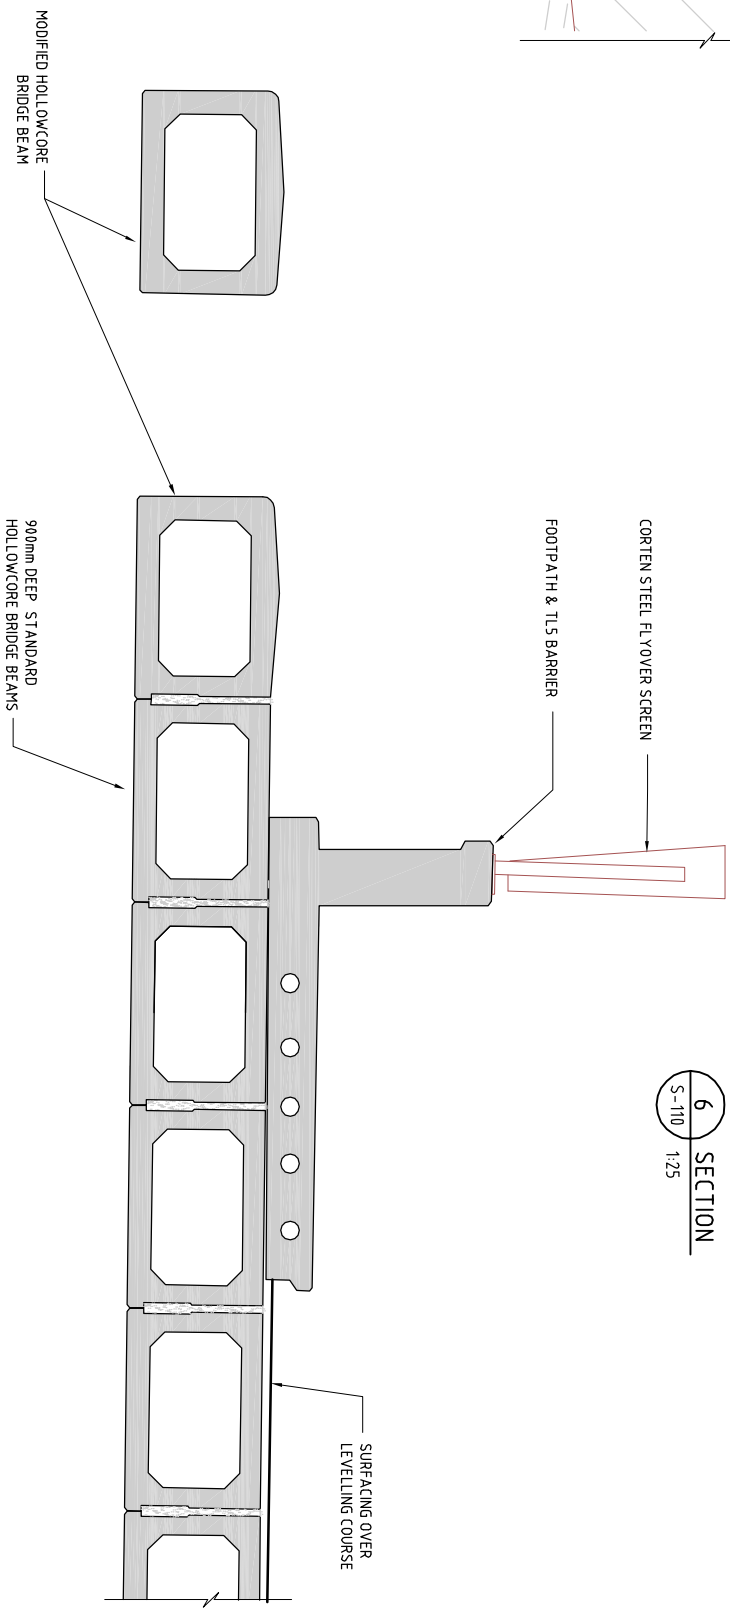 MODIFIED HOLLOWCORE
BRIDGE BEAM
900mm DEEP STANDARD
HOLLOWCORE BRIDGE BEAMS
FOOTPATH & TL5 BARRIER
CORTEN STEEL FLYOVER SCREEN
6
S-110
SECTION
1:25
SURFACING OVER
LEVELLING COURSE